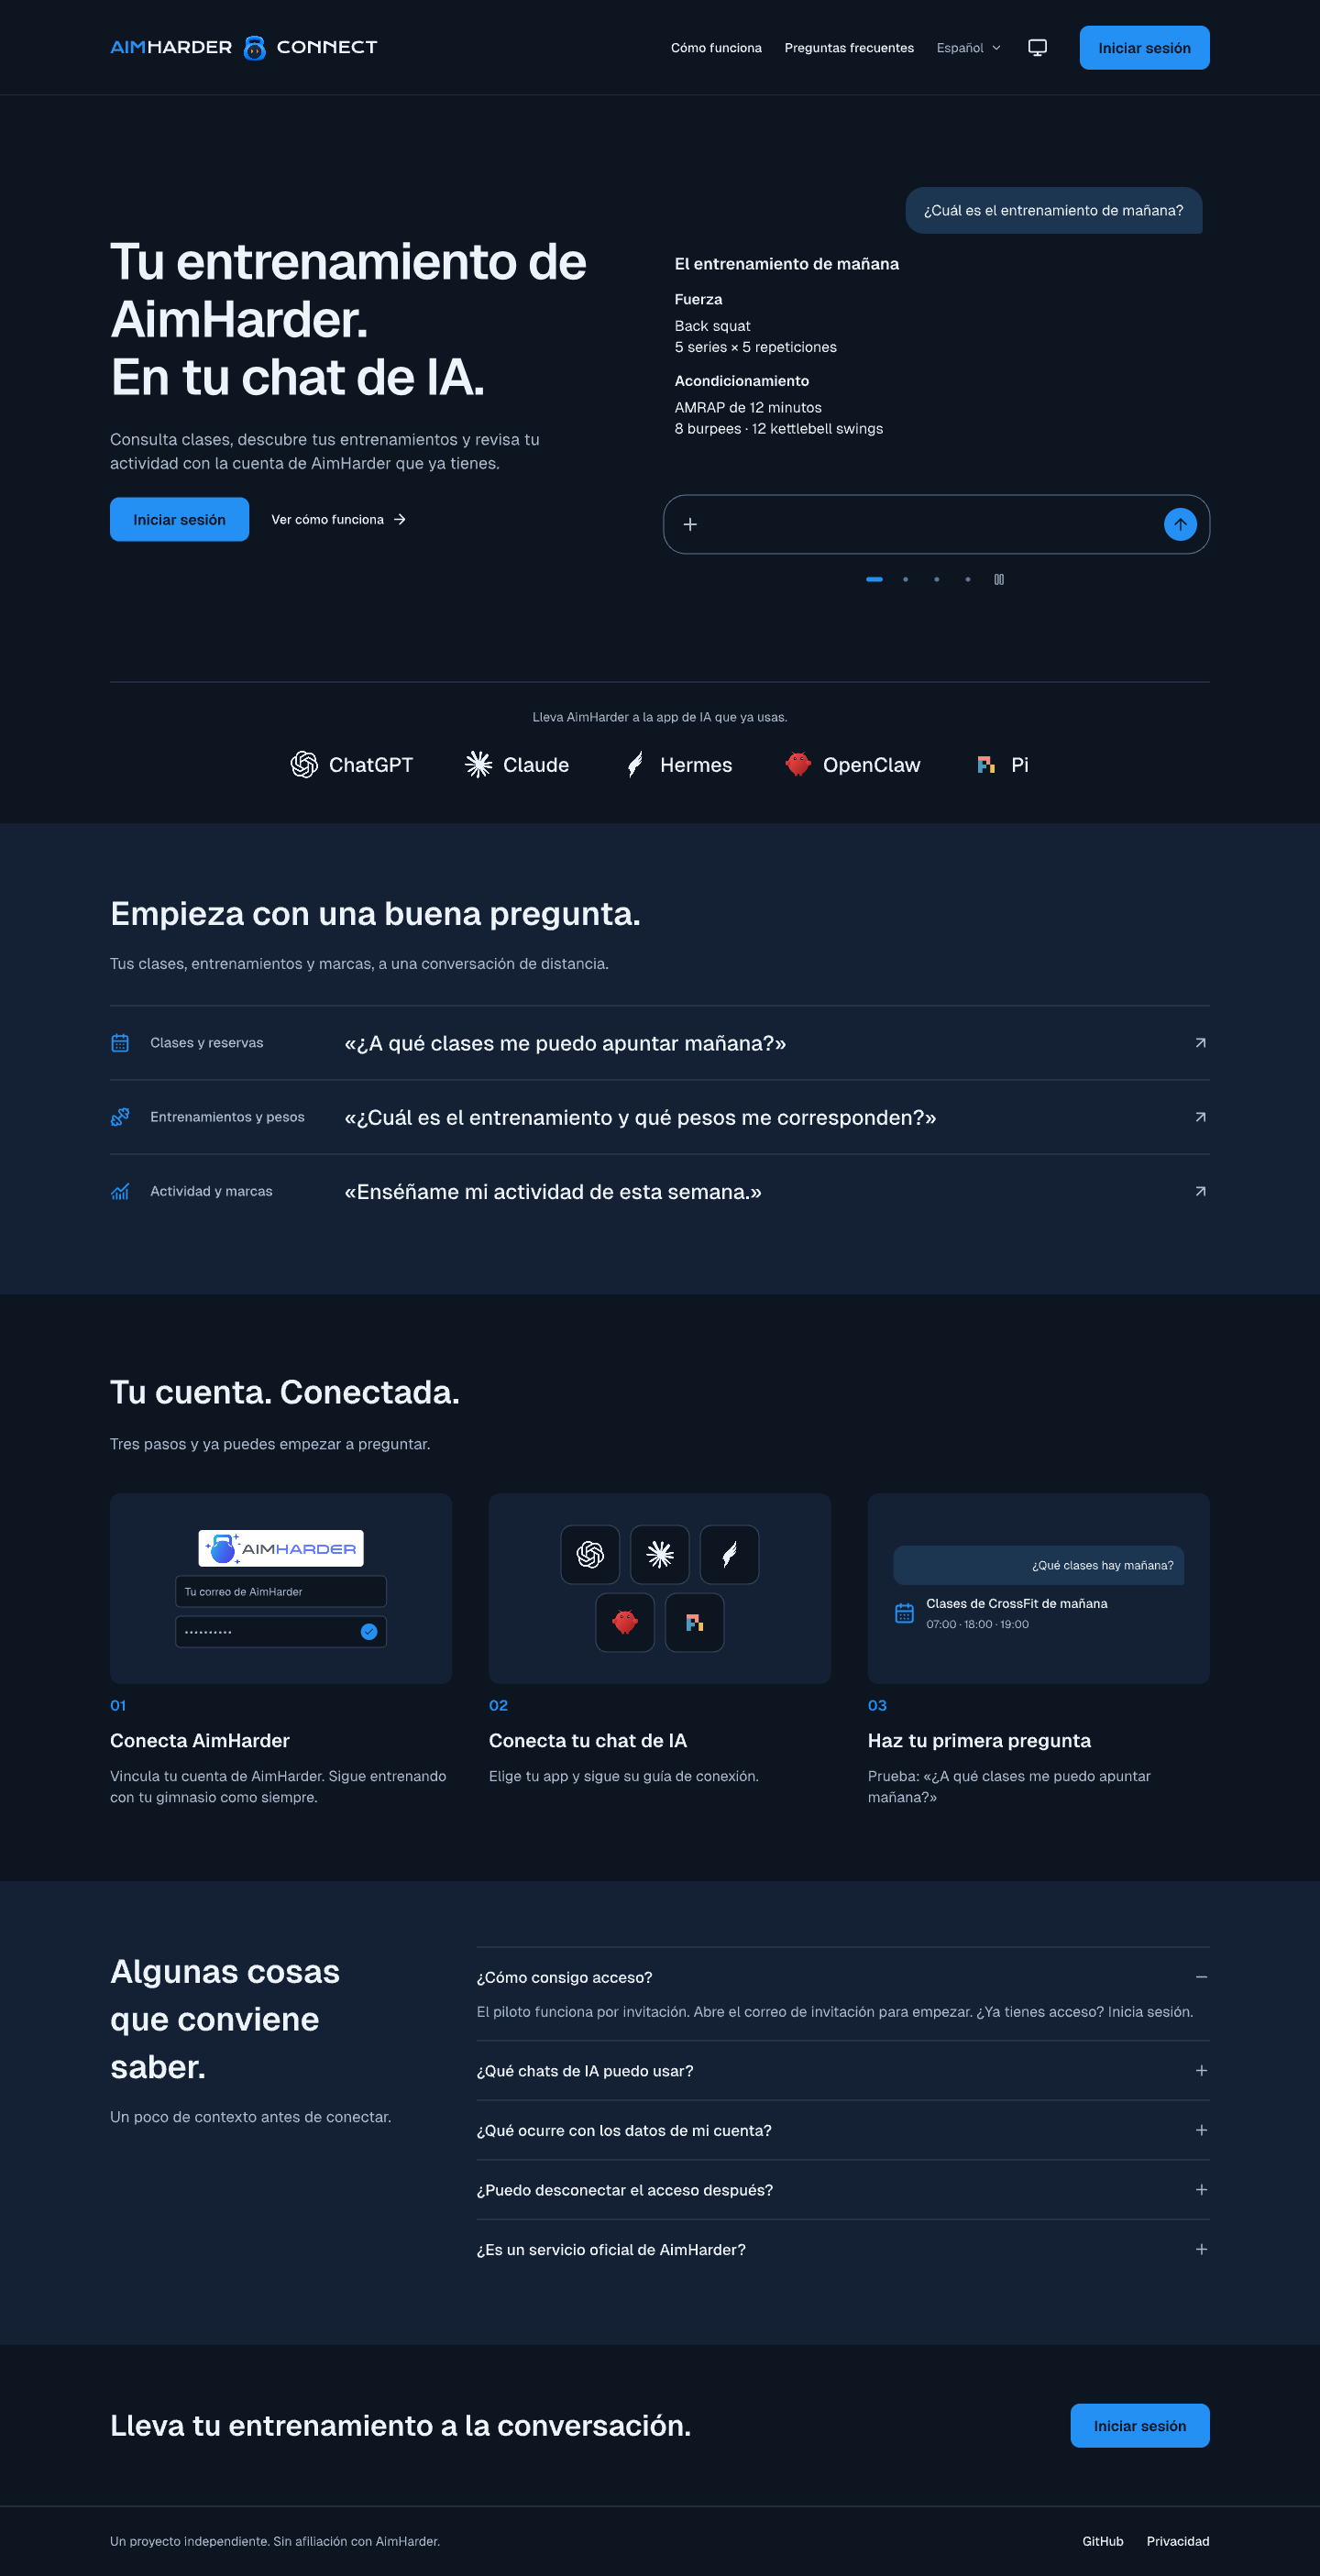 AIMHARDER CONNECT
Cómo funciona
Preguntas frecuentes
Español
Iniciar sesión
Tu entrenamiento de
AimHarder.
En tu chat de IA.
Consulta clases, descubre tus entrenamientos y revisa tu
actividad con la cuenta de AimHarder que ya tienes.
Iniciar sesión
Ver cómo funciona
¿Cuál es el entrenamiento de mañana?
El entrenamiento de mañana
Fuerza
Back squat
5 series × 5 repeticiones
Acondicionamiento
AMRAP de 12 minutos
8 burpees · 12 kettlebell swings
Lleva AimHarder a la app de IA que ya usas.
ChatGPT
Claude
Hermes
OpenClaw
Pi
Empieza con una buena pregunta.
Tus clases, entrenamientos y marcas, a una conversación de distancia.
Clases y reservas
«¿A qué clases me puedo apuntar mañana?»
Entrenamientos y pesos
«¿Cuál es el entrenamiento y qué pesos me corresponden?»
Actividad y marcas
«Enséñame mi actividad de esta semana.»
Tu cuenta. Conectada.
Tres pasos y ya puedes empezar a preguntar.
AIMHARDER
Tu correo de AimHarder
01
Conecta AimHarder
Vincula tu cuenta de AimHarder. Sigue entrenando
con tu gimnasio como siempre.
02
Conecta tu chat de IA
Elige tu app y sigue su guía de conexión.
¿Qué clases hay mañana?
Clases de CrossFit de mañana
07:00 · 18:00 · 19:00
03
Haz tu primera pregunta
Prueba: «¿A qué clases me puedo apuntar
mañana?»
Algunas cosas
que conviene
saber.
Un poco de contexto antes de conectar.
¿Cómo consigo acceso?
El piloto funciona por invitación. Abre el correo de invitación para empezar. ¿Ya tienes acceso? Inicia sesión.
¿Qué chats de IA puedo usar?
¿Qué ocurre con los datos de mi cuenta?
¿Puedo desconectar el acceso después?
¿Es un servicio oficial de AimHarder?
Lleva tu entrenamiento a la conversación.
Iniciar sesión
Un proyecto independiente. Sin afiliación con AimHarder.
GitHub
Privacidad